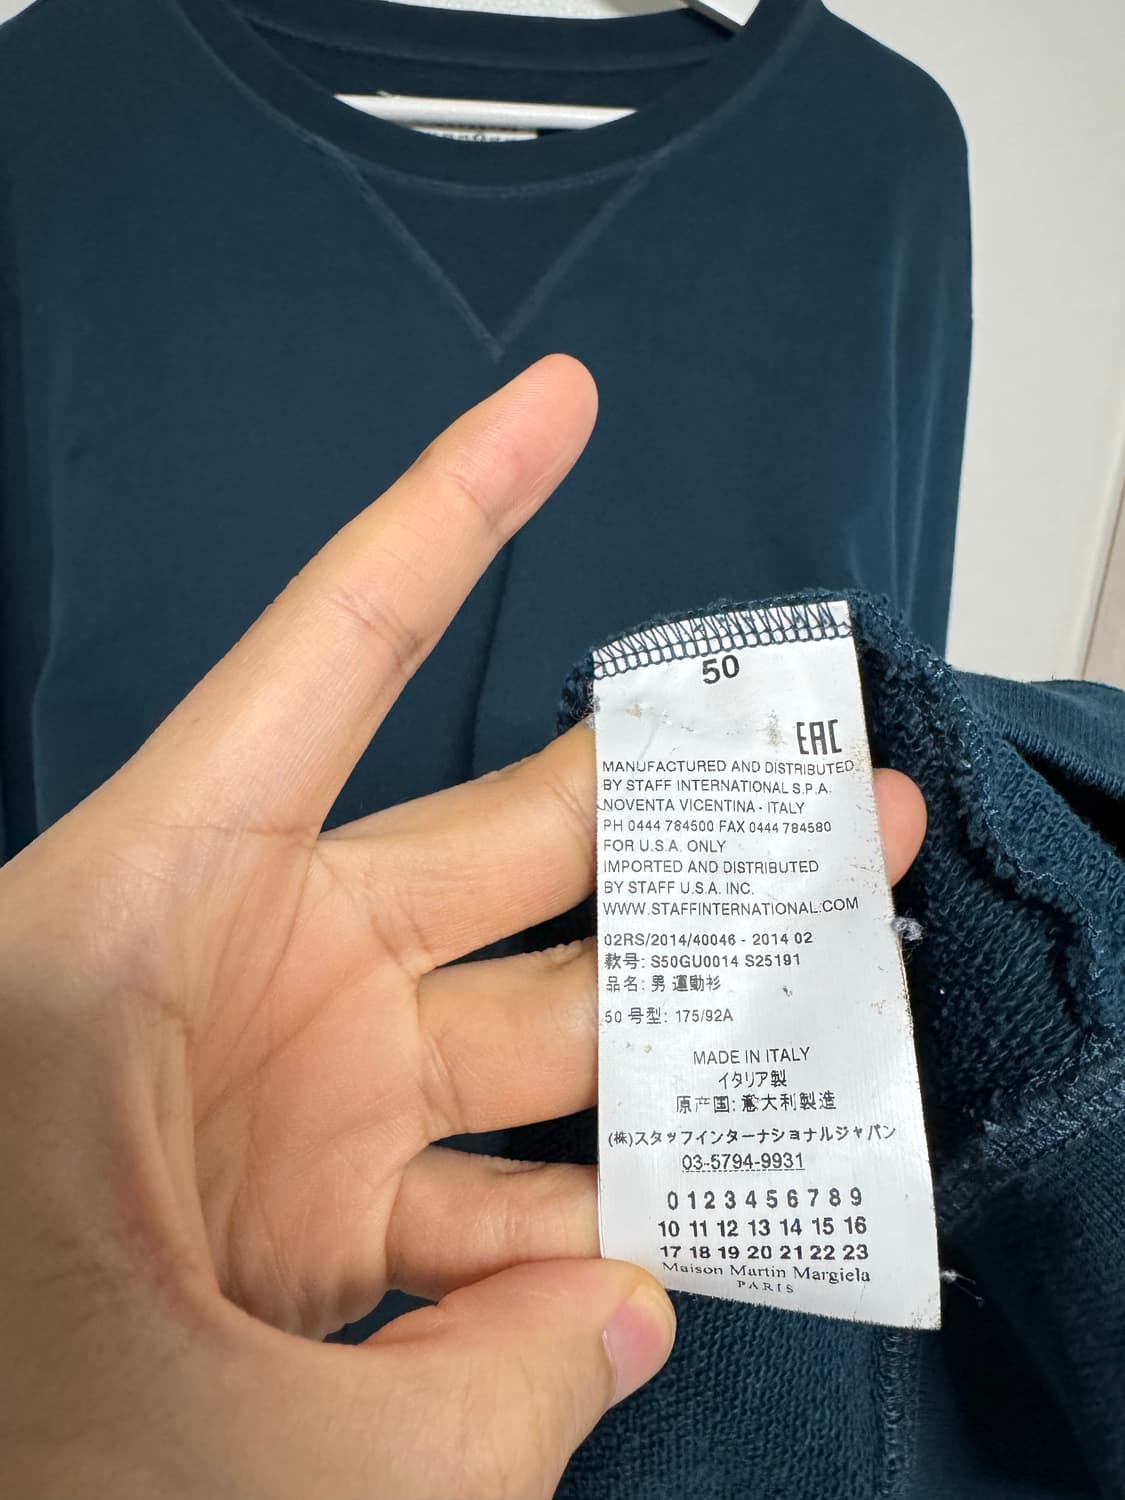 50
EAC
MANUFACTURED AND DISTRIBUTED
BY STAFF INTERNATIONAL S.P.A.
NOVENTA VICENTINA - ITALY
PH 0444 784500 FAX 0444 784580
FOR U.S.A. ONLY
IMPORTED AND DISTRIBUTED
BY STAFF U.S.A. INC.
WWW.STAFFINTERNATIONAL.COM
02RS/2014/40046 - 2014 02
款号: S50GU0014 S25191
品名: 男 運動衫
50 号型: 175/92A
MADE IN ITALY
イタリア製
原产国: 意大利製造
(株)スタッフインターナショナルジャパン
03-5794-9931
0 1 2 3 4 5 6 7 8 9
10 11 12 13 14 15 16
17 18 19 20 21 22 23
Maison Martin Margiela
PARIS